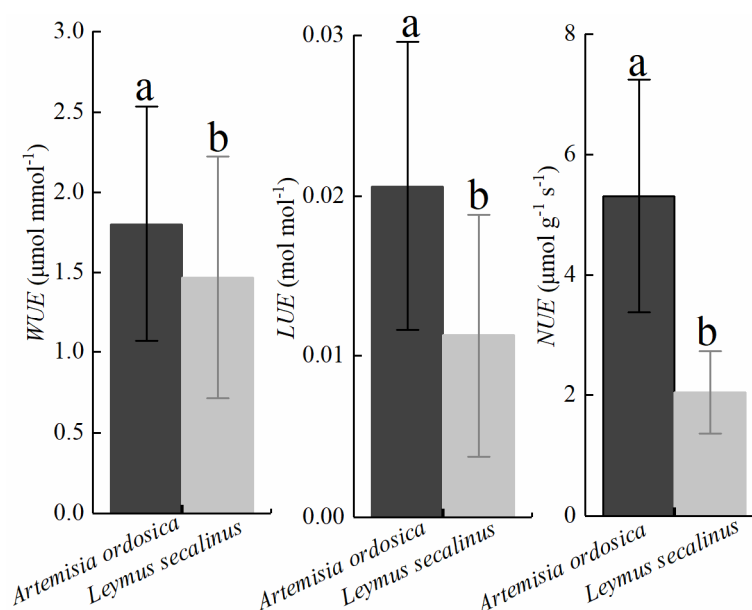 WUE (μmol mmol⁻¹)
3.0
2.5
2.0
1.5
1.0
0.5
0.0
a
b
Artemisia ordosica
Leymus secalinus
LUE (mol mol⁻¹)
0.03
0.02
0.01
0.00
a
b
Artemisia ordosica
Leymus secalinus
NUE (μmol g⁻¹ s⁻¹)
8
6
4
2
0
a
b
Artemisia ordosica
Leymus secalinus